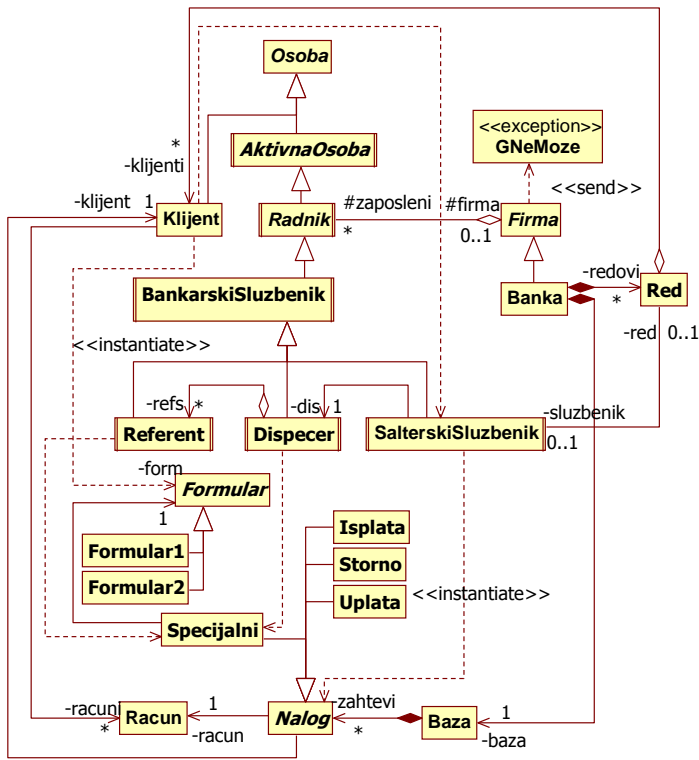 Osoba
<<exception>>
GNeMoze
*
-klijenti
AktivnaOsoba
<<send>>
-klijent 1
Klijent
Radnik
#zaposleni
*
#firma
0..1
Firma
BankarskiSluzbenik
Banka
-redovi
*
Red
-red 0..1
<<instantiate>>
-refs *
-dis 1
-sluzbenik
0..1
Referent
Dispecer
SalterskiSluzbenik
-form
1
Formular
Isplata
Formular1
Storno
Formular2
Uplata
<<instantiate>>
Specijalni
-racuni
*
Racun
1
-racun
Nalog
-zahtevi
*
Baza
1
-baza